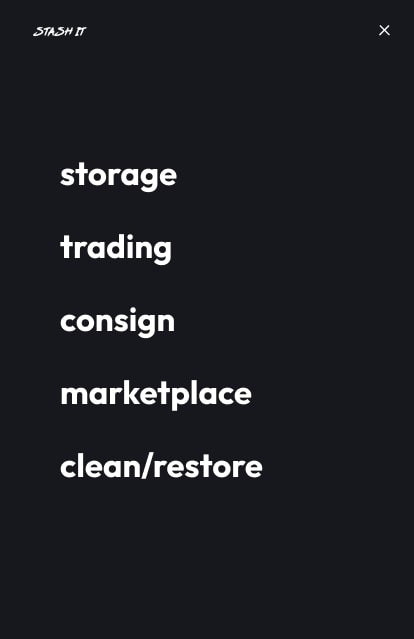 STASH IT
storage
trading
consign
marketplace
clean/restore